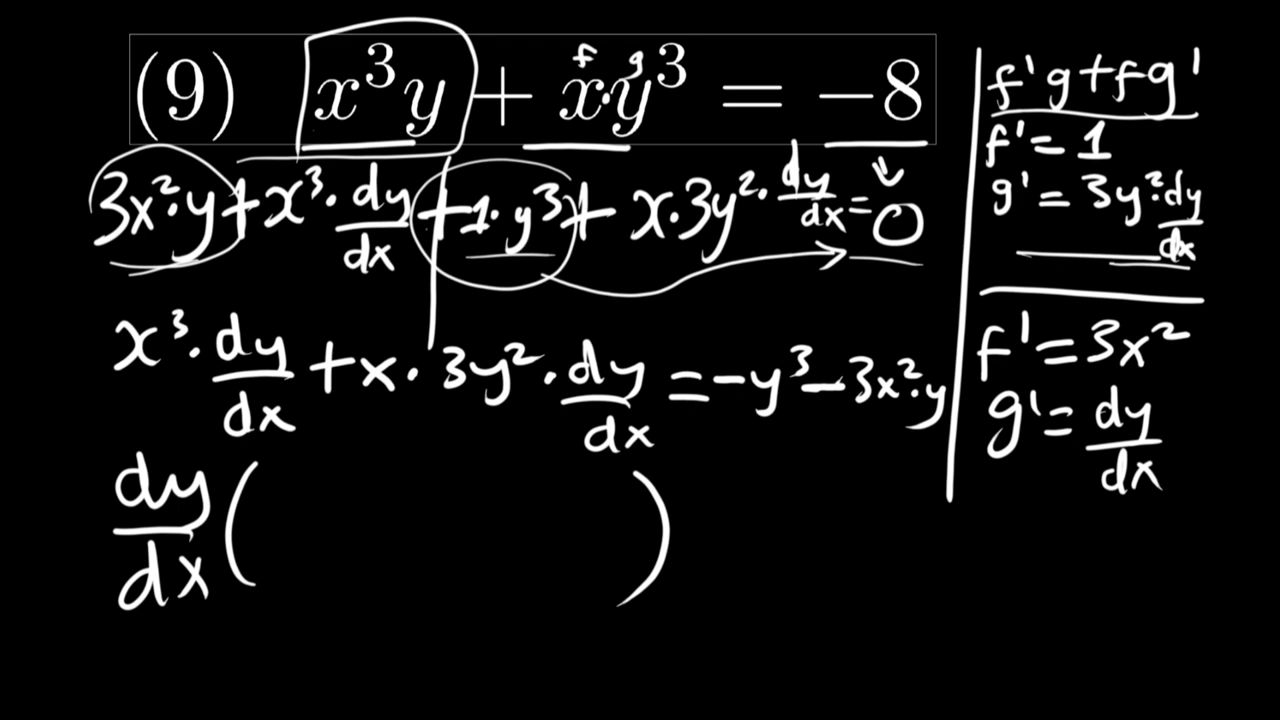 (9) x³y + x·y³ = −8
f g
3x²·y + x³·dy/dx + 1·y³ + x·3y²·dy/dx = 0
x³·dy/dx + x·3y²·dy/dx = −y³ − 3x²·y
dy/dx ( )
f'g + fg'
f' = 1
g' = 3y²·dy/dx
f' = 3x²
g' = dy/dx